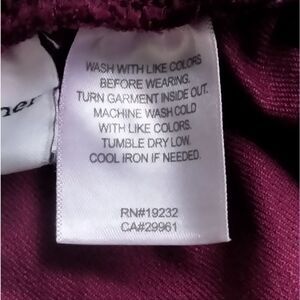 WASH WITH LIKE COLORS
BEFORE WEARING.
TURN GARMENT INSIDE OUT.
MACHINE WASH COLD
WITH LIKE COLORS.
TUMBLE DRY LOW.
COOL IRON IF NEEDED.
RN#19232
CA#29961